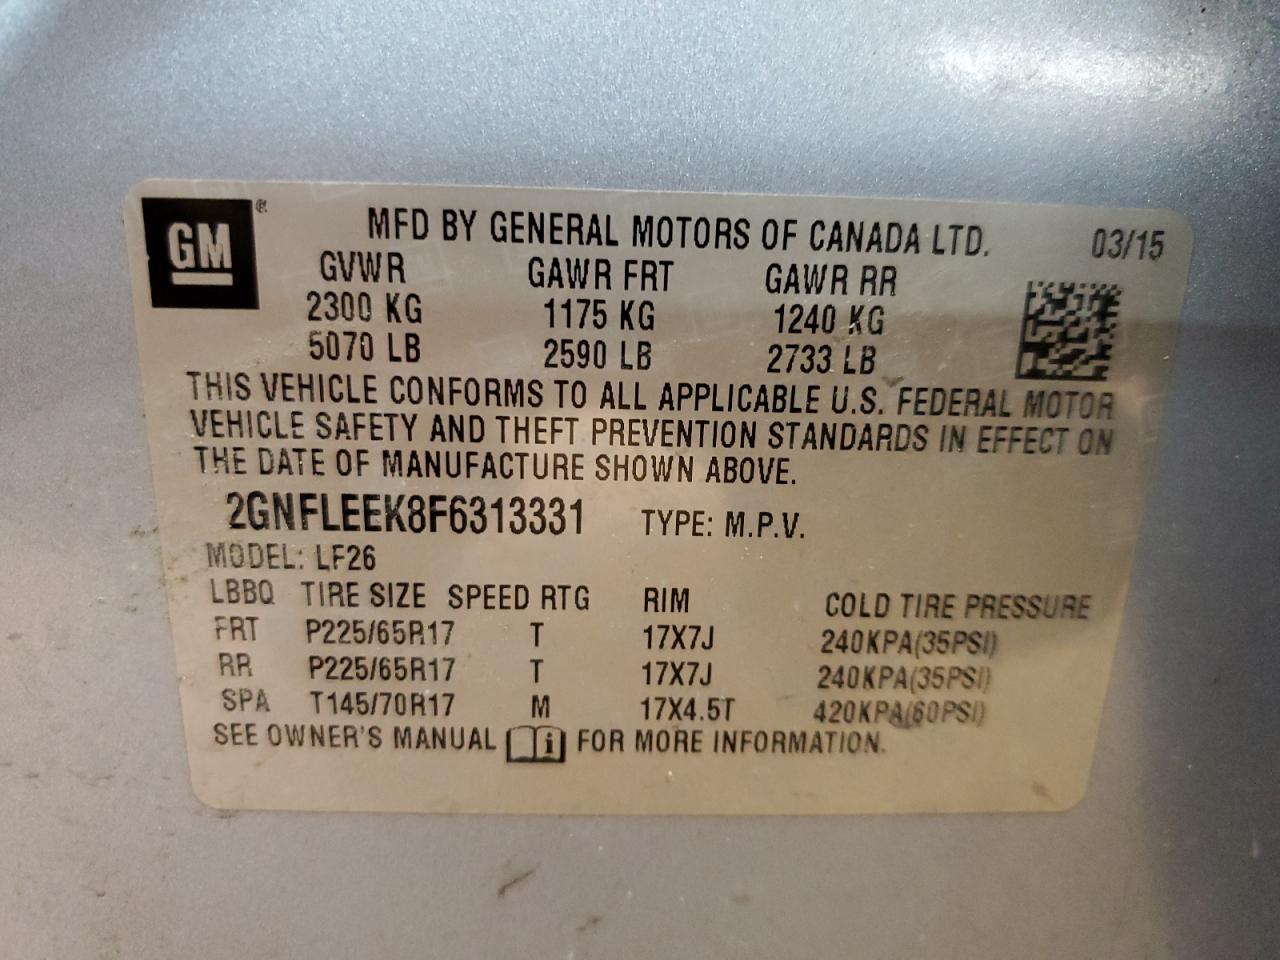 GM ®
MFD BY GENERAL MOTORS OF CANADA LTD. 03/15
GVWR GAWR FRT GAWR RR
2300 KG 1175 KG 1240 KG
5070 LB 2590 LB 2733 LB
THIS VEHICLE CONFORMS TO ALL APPLICABLE U.S. FEDERAL MOTOR
VEHICLE SAFETY AND THEFT PREVENTION STANDARDS IN EFFECT ON
THE DATE OF MANUFACTURE SHOWN ABOVE.
2GNFLEEK8F6313331 TYPE: M.P.V.
MODEL: LF26
LBBQ TIRE SIZE SPEED RTG RIM COLD TIRE PRESSURE
FRT P225/65R17 T 17X7J 240KPA(35PSI)
RR P225/65R17 T 17X7J 240KPA(35PSI)
SPA T145/70R17 M 17X4.5T 420KPA(60PSI)
SEE OWNER'S MANUAL i FOR MORE INFORMATION.